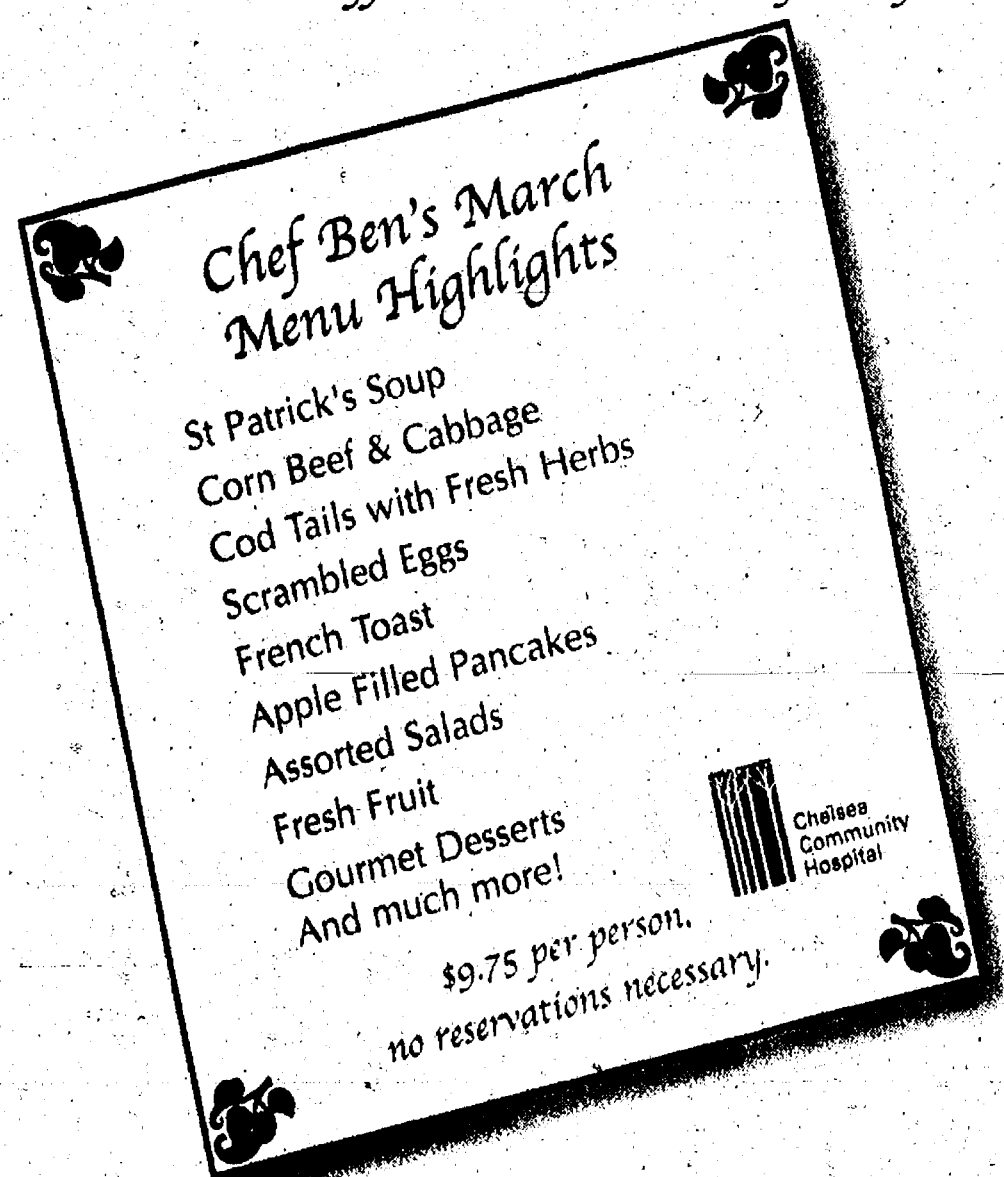 Chef Ben's March
Menu Highlights
St Patrick's Soup
Corn Beef & Cabbage
Cod Tails with Fresh Herbs
Scrambled Eggs
French Toast
Apple Filled Pancakes
Assorted Salads
Fresh Fruit
Gourmet Desserts
And much more!
Chelsea
Community
Hospital
$9.75 per person.
no reservations necessary.